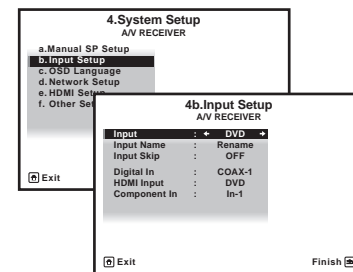 4.System Setup
A/V RECEIVER
a.Manual SP Setup
b.Input Setup
c.OSD Language
d.Network Setup
e.HDMI Setup
f. Other Set
Exit
4b.Input Setup
A/V RECEIVER
Input : DVD
Input Name : Rename
Input Skip : OFF
Digital In : COAX-1
HDMI Input : DVD
Component In : In-1
Exit
Finish